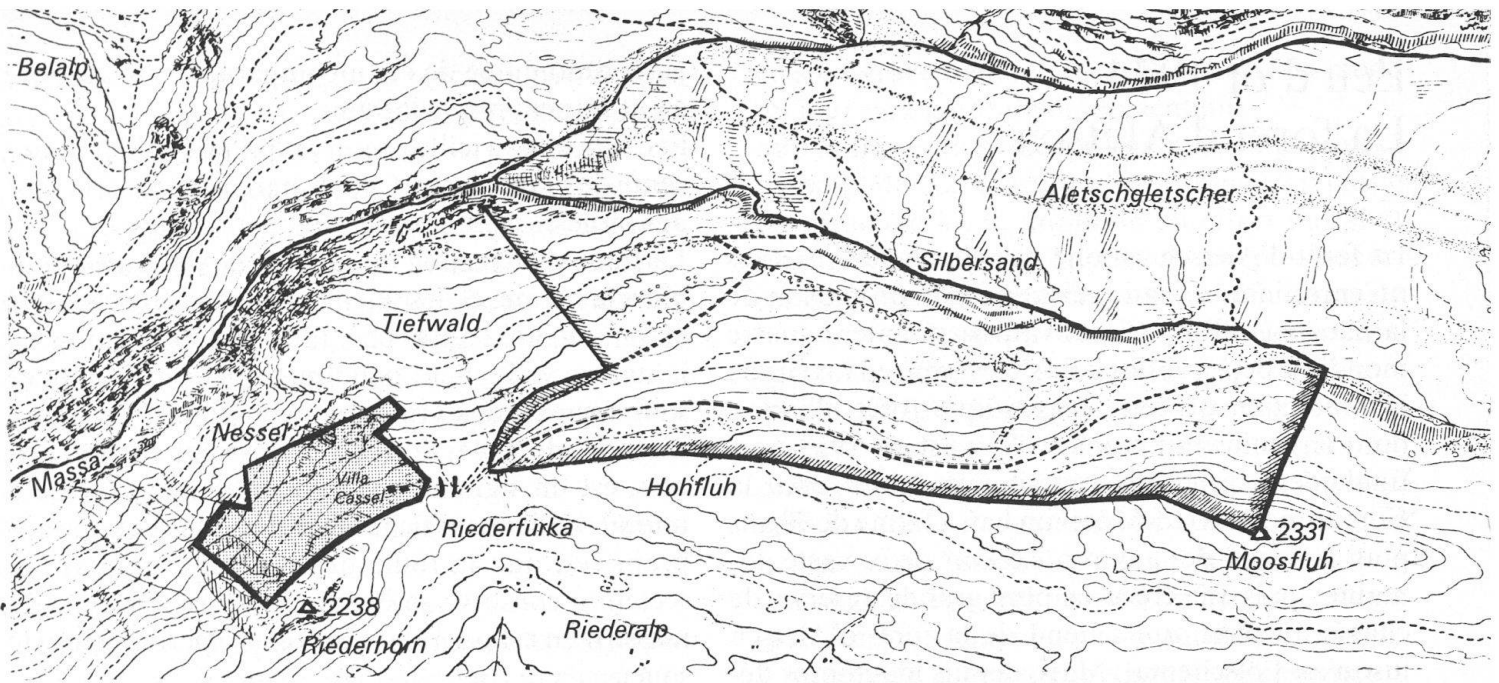 Belalp
Aletschgletscher
Silbersand
Tiefwald
Nessel
Massa
Villa
Cassel
Hohfluh
Riederfurka
2331
Moosfluh
2238
Riederalp
Riederhorn